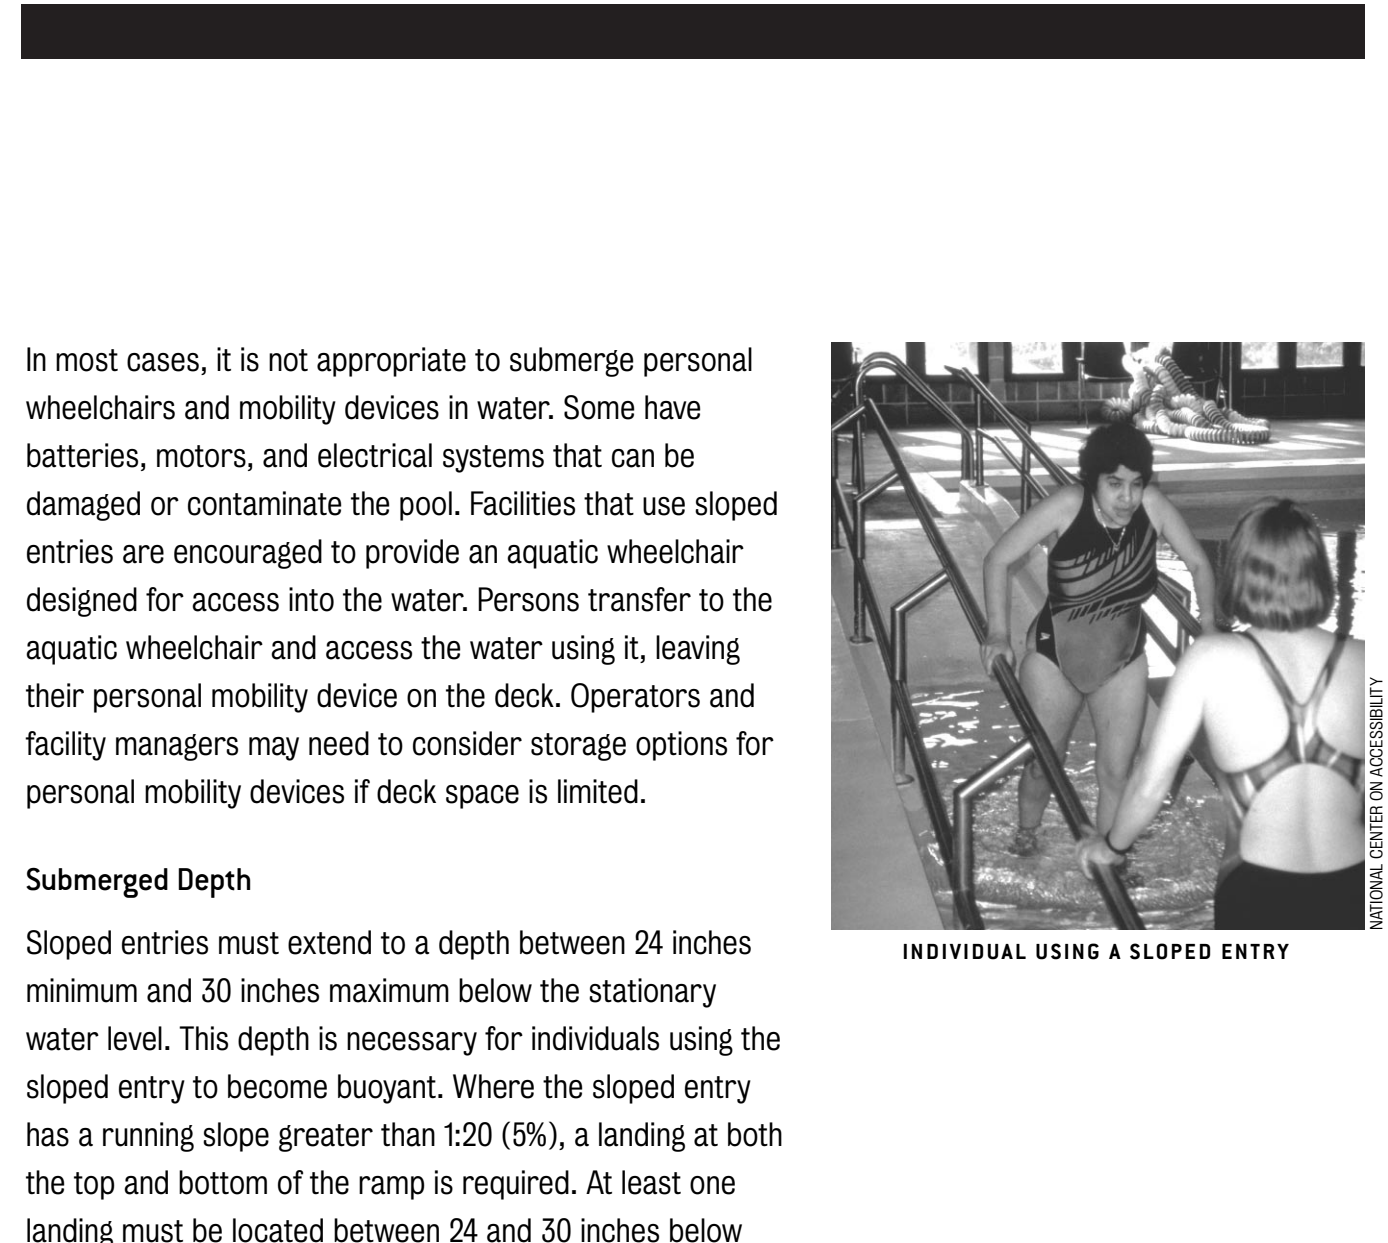 In most cases, it is not appropriate to submerge personal
wheelchairs and mobility devices in water. Some have
batteries, motors, and electrical systems that can be
damaged or contaminate the pool. Facilities that use sloped
entries are encouraged to provide an aquatic wheelchair
designed for access into the water. Persons transfer to the
aquatic wheelchair and access the water using it, leaving
their personal mobility device on the deck. Operators and
facility managers may need to consider storage options for
personal mobility devices if deck space is limited.
Submerged Depth
Sloped entries must extend to a depth between 24 inches
minimum and 30 inches maximum below the stationary
water level. This depth is necessary for individuals using the
sloped entry to become buoyant. Where the sloped entry
has a running slope greater than 1:20 (5%), a landing at both
the top and bottom of the ramp is required. At least one
landing must be located between 24 and 30 inches below
NATIONAL CENTER ON ACCESSIBILITY
INDIVIDUAL USING A SLOPED ENTRY